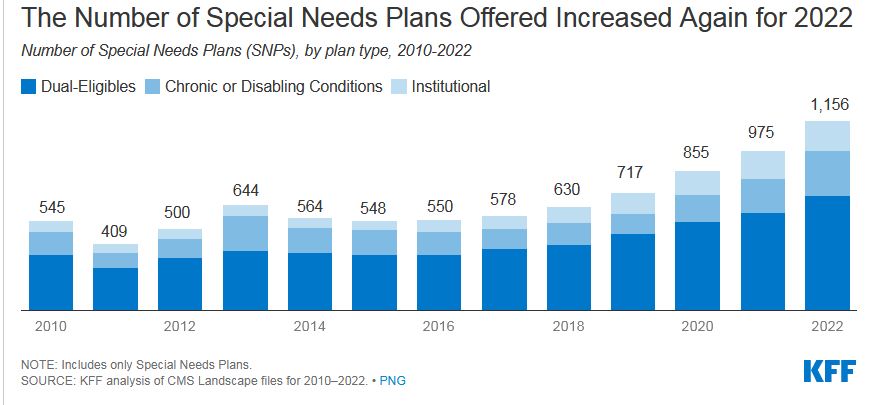 The Number of Special Needs Plans Offered Increased Again for 2022
Number of Special Needs Plans (SNPs), by plan type, 2010-2022
Dual-Eligibles Chronic or Disabling Conditions Institutional
545
409
500
644
564
548
550
578
630
717
855
975
1,156
2010 2012 2014 2016 2018 2020 2022
NOTE: Includes only Special Needs Plans.
SOURCE: KFF analysis of CMS Landscape files for 2010–2022. • PNG
KFF